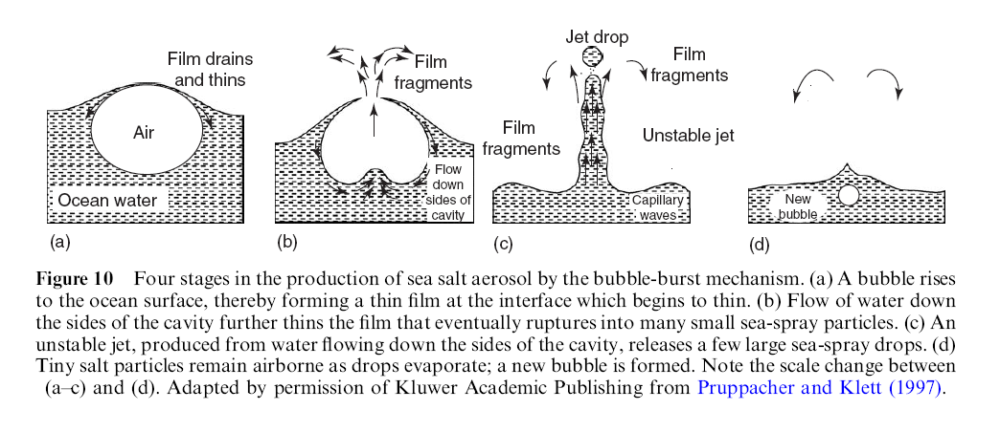 Film drains
and thins
Air
Ocean water
(a)
Film
fragments
Flow
down
sides of
cavity
(b)
Jet drop
Film
fragments
Film
fragments
Unstable jet
Capillary
waves
(c)
New
bubble
(d)
Figure 10 Four stages in the production of sea salt aerosol by the bubble-burst mechanism. (a) A bubble rises
to the ocean surface, thereby forming a thin film at the interface which begins to thin. (b) Flow of water down
the sides of the cavity further thins the film that eventually ruptures into many small sea-spray particles. (c) An
unstable jet, produced from water flowing down the sides of the cavity, releases a few large sea-spray drops. (d)
Tiny salt particles remain airborne as drops evaporate; a new bubble is formed. Note the scale change between
(a–c) and (d). Adapted by permission of Kluwer Academic Publishing from Pruppacher and Klett (1997).